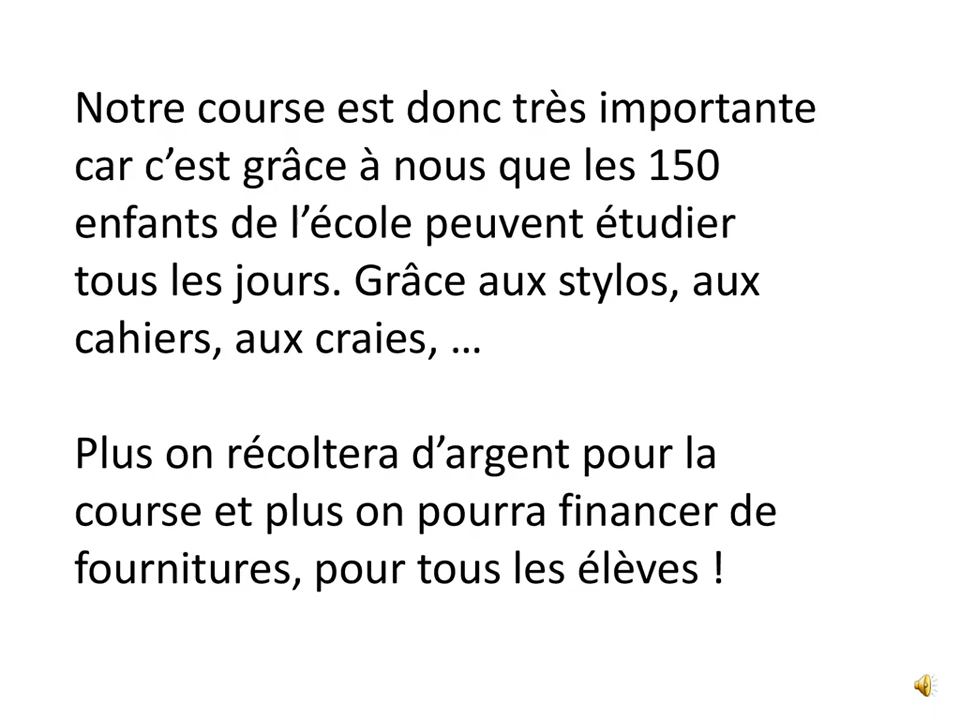 Notre course est donc très importante
car c’est grâce à nous que les 150
enfants de l’école peuvent étudier
tous les jours. Grâce aux stylos, aux
cahiers, aux craies, …
Plus on récoltera d’argent pour la
course et plus on pourra financer de
fournitures, pour tous les élèves !